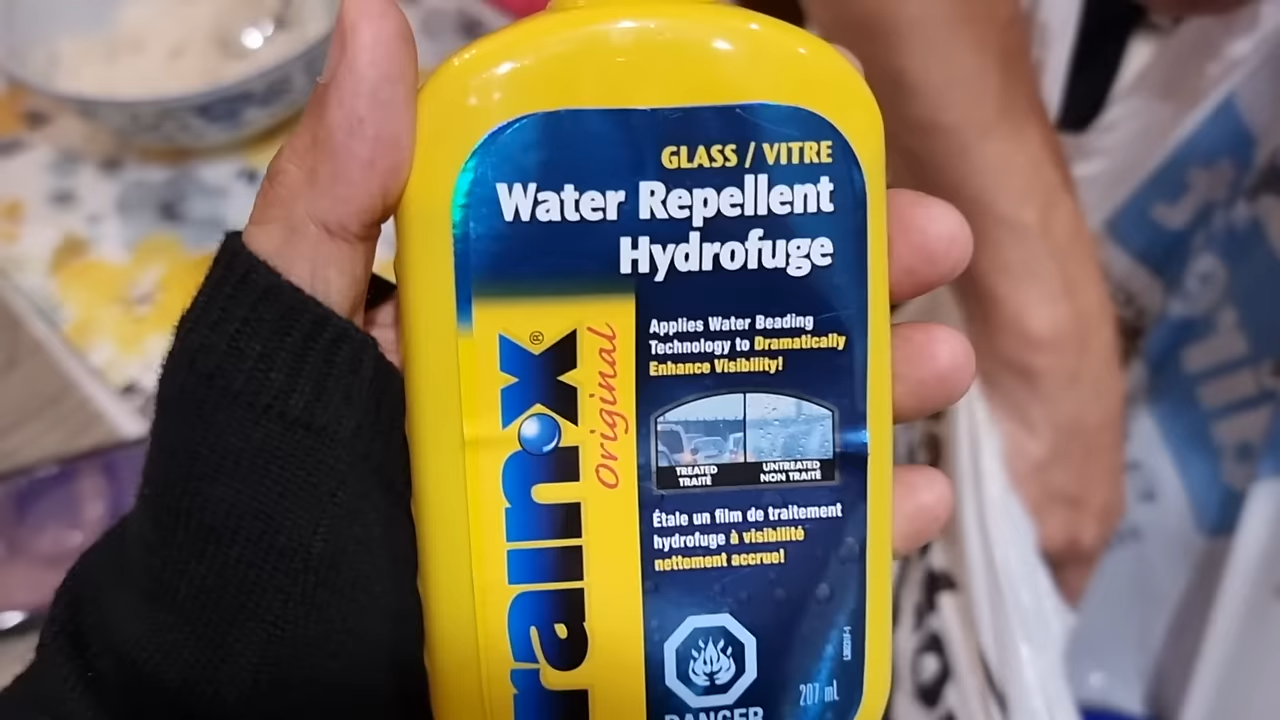 GLASS / VITRE
Water Repellent
Hydrofuge
rain-x®
Original
Applies Water Beading
Technology to Dramatically
Enhance Visibility!
TREATED
TRAITÉ
UNTREATED
NON TRAITÉ
Étale un film de traitement
hydrofuge à visibilité
nettement accrue!
207 mL
DANGER